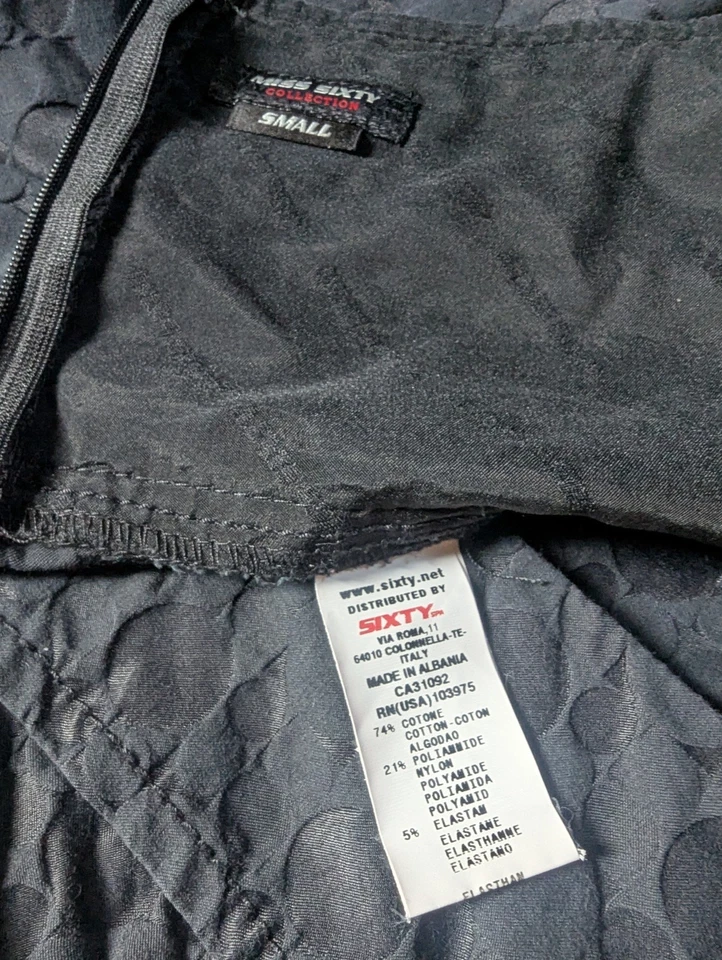 MISS SIXTY
COLLECTION
SMALL
www.sixty.net
DISTRIBUTED BY
SIXTY SPA
VIA ROMA,11
64010 COLONNELLA-TE-
ITALY
MADE IN ALBANIA
CA31092
RN(USA)103975
74% COTONE
COTTON-COTON
ALGODAO
21% POLIAMMIDE
NYLON
POLYAMIDE
POLIAMIDA
POLYAMID
5% ELASTAM
ELASTANE
ELASTHANNE
ELASTANO
ELASTHAN